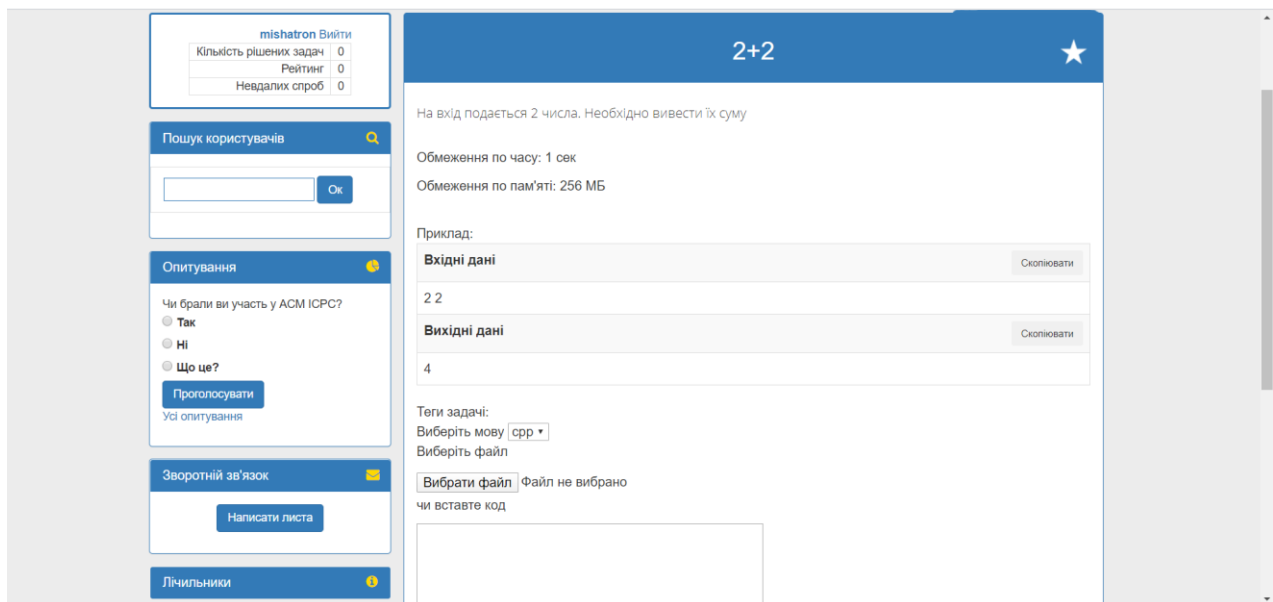 mishatron Вийти
Кількість рішених задач 0
Рейтинг 0
Невдалих спроб 0
Пошук користувачів
Ок
Опитування
Чи брали ви участь у ACM ICPC?
Так
Ні
Що це?
Проголосувати
Усі опитування
Зворотній зв'язок
Написати листа
Лічильники
2+2
На вхід подається 2 числа. Необхідно вивести їх суму
Обмеження по часу: 1 сек
Обмеження по пам'яті: 256 МБ
Приклад:
Вхідні дані Скопіювати
2 2
Вихідні дані Скопіювати
4
Теги задачі:
Виберіть мову cpp
Виберіть файл
Вибрати файл Файл не вибрано
чи вставте код